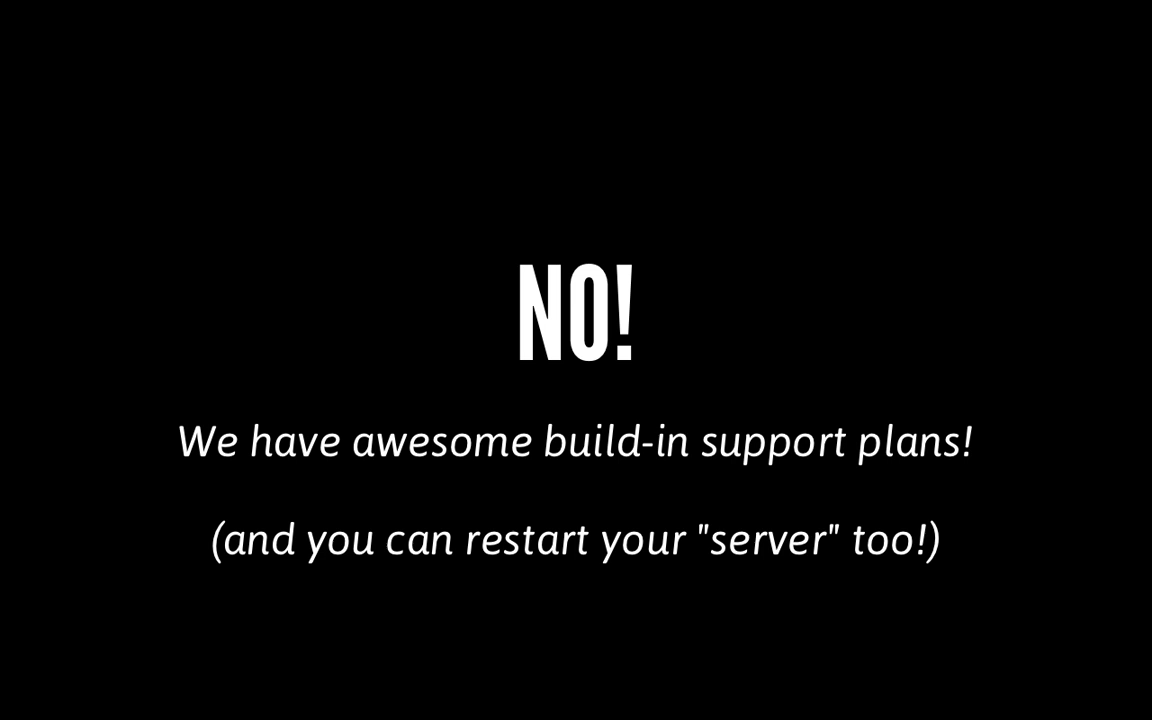 NO!
We have awesome build-in support plans!
(and you can restart your "server" too!)